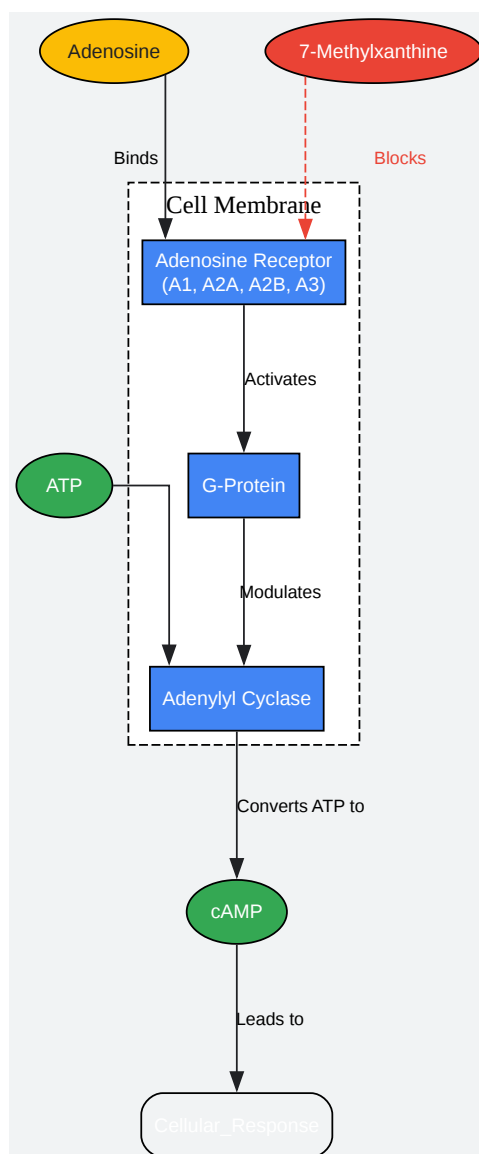 Adenosine
7-Methylxanthine
Binds
Blocks
Cell Membrane
Adenosine Receptor
(A1, A2A, A2B, A3)
Activates
ATP
G-Protein
Modulates
Adenylyl Cyclase
Converts ATP to
cAMP
Leads to
Cellular_Response